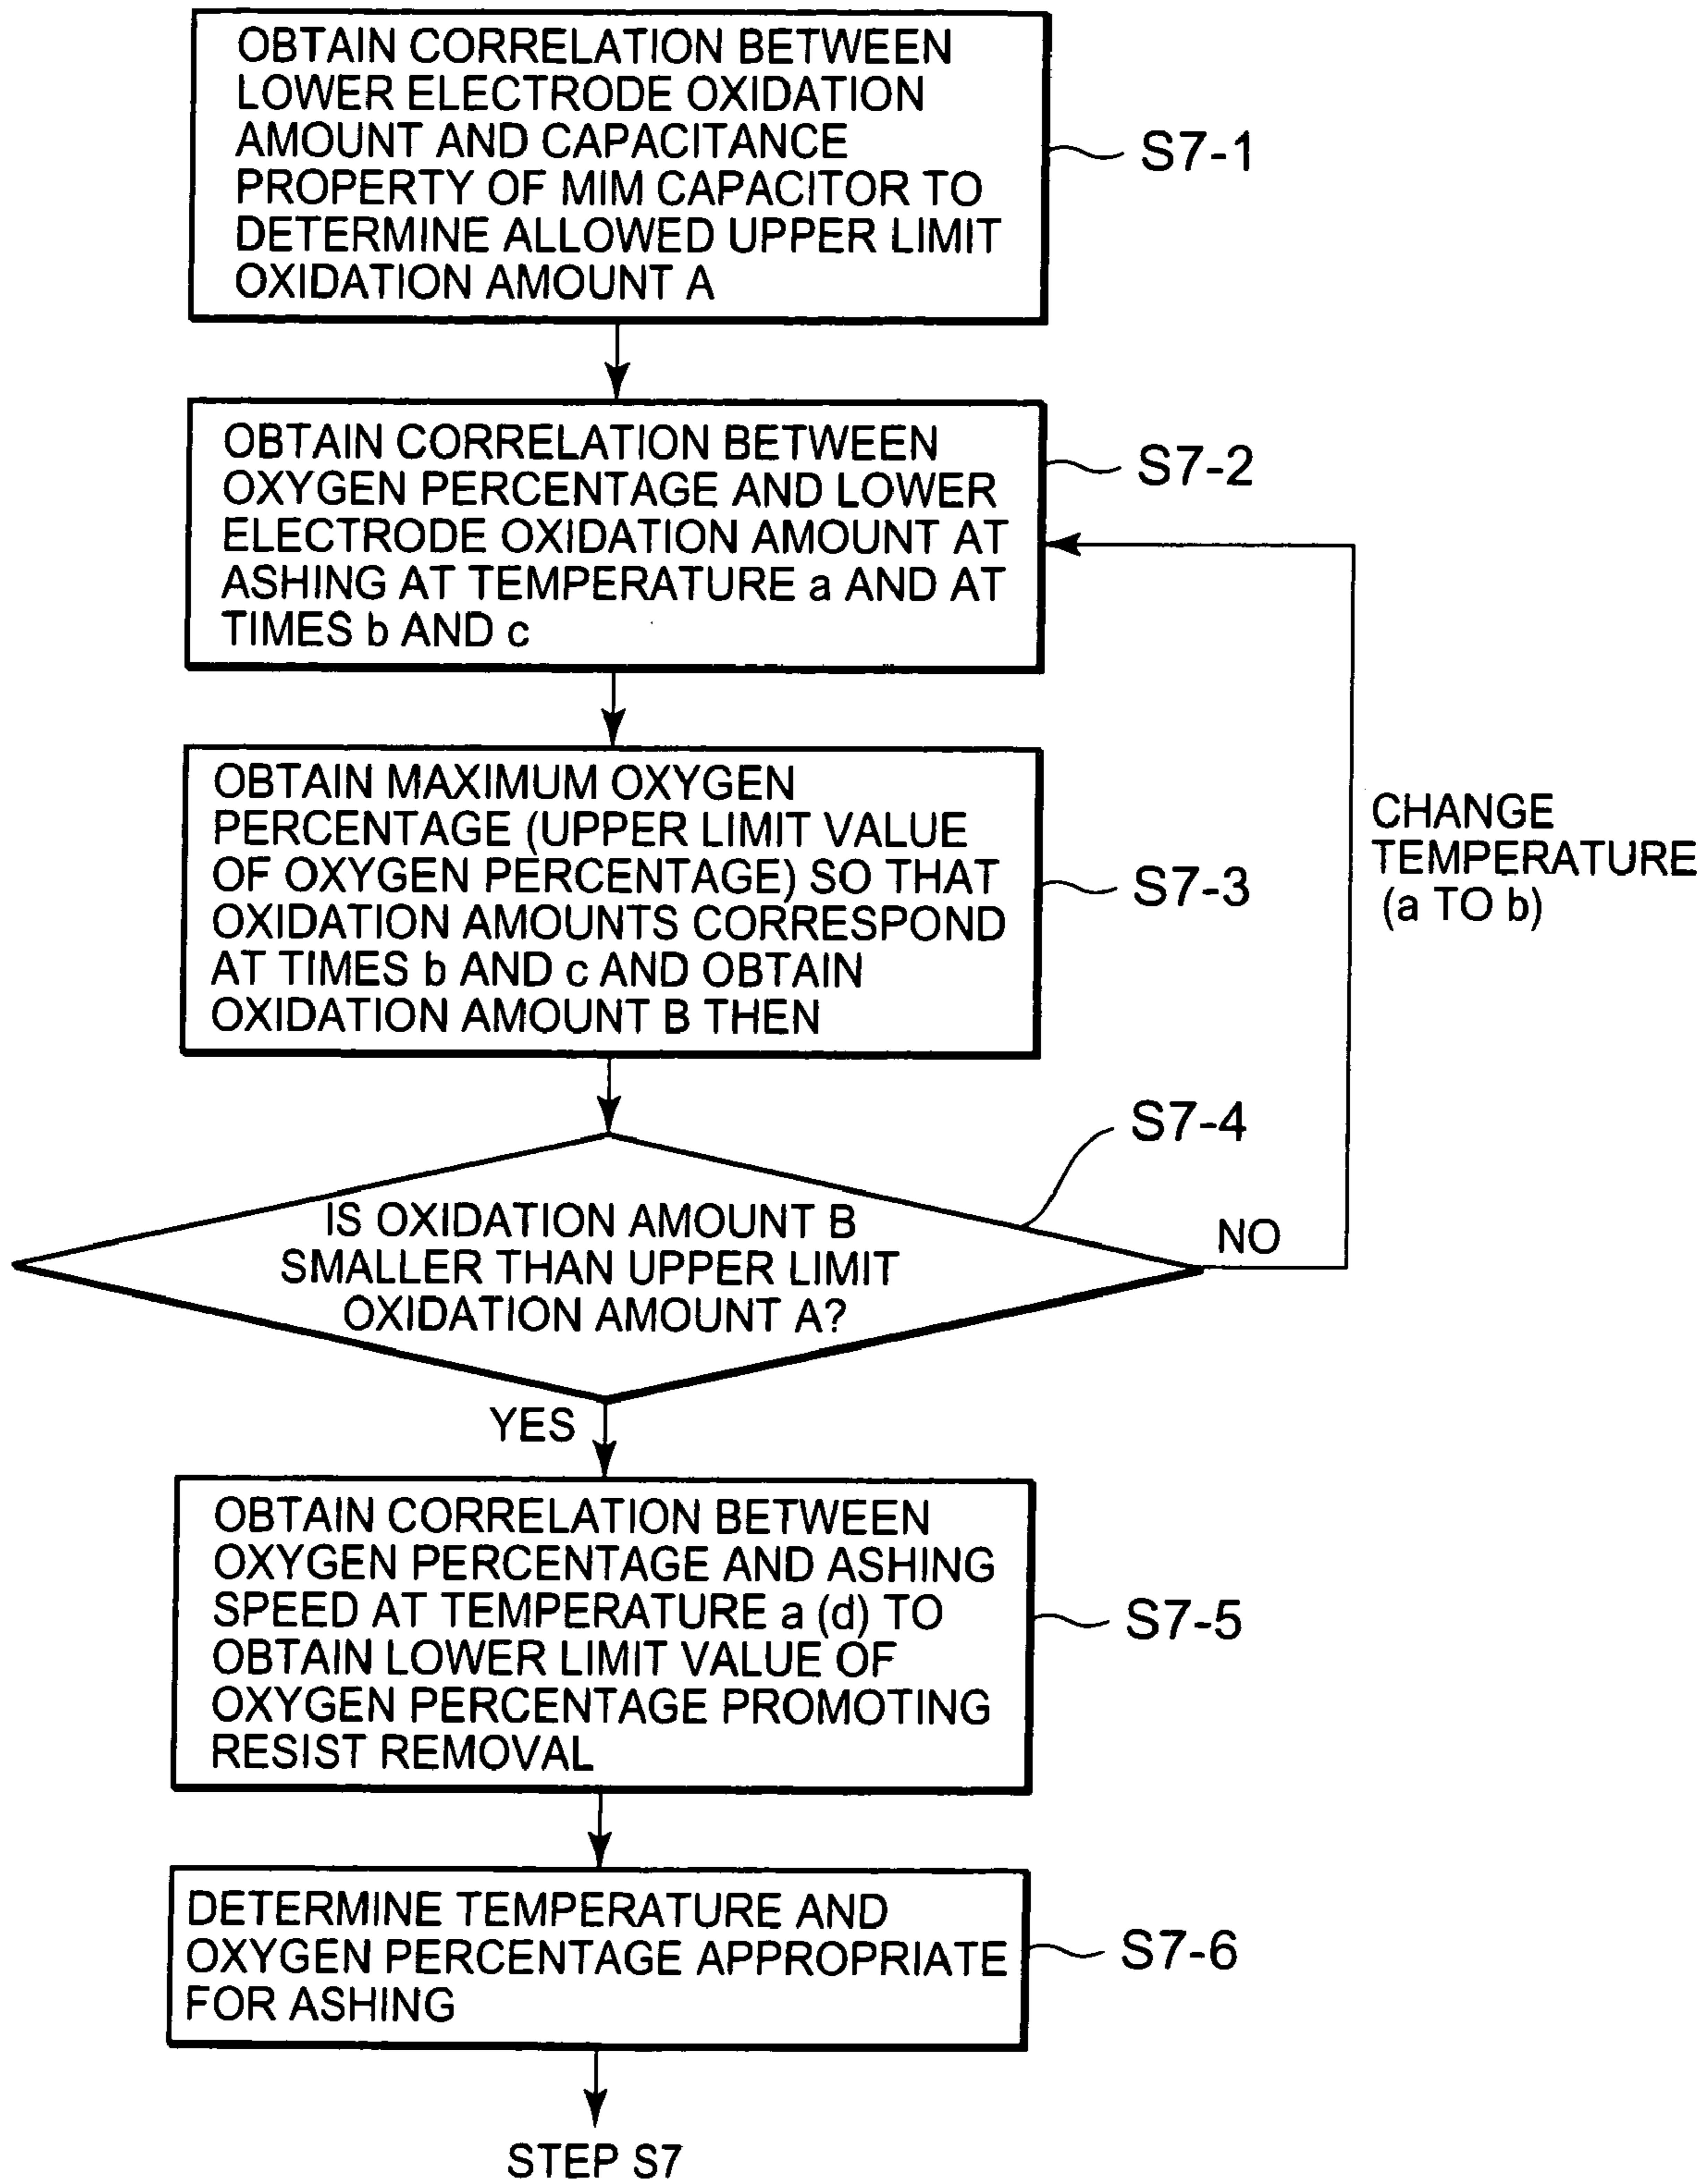 OBTAIN CORRELATION BETWEEN
LOWER ELECTRODE OXIDATION
AMOUNT AND CAPACITANCE
PROPERTY OF MIM CAPACITOR TO
DETERMINE ALLOWED UPPER LIMIT
OXIDATION AMOUNT A
S7-1
OBTAIN CORRELATION BETWEEN
OXYGEN PERCENTAGE AND LOWER
ELECTRODE OXIDATION AMOUNT AT
ASHING AT TEMPERATURE a AND AT
TIMES b AND c
S7-2
OBTAIN MAXIMUM OXYGEN
PERCENTAGE (UPPER LIMIT VALUE
OF OXYGEN PERCENTAGE) SO THAT
OXIDATION AMOUNTS CORRESPOND
AT TIMES b AND c AND OBTAIN
OXIDATION AMOUNT B THEN
S7-3
CHANGE
TEMPERATURE
(a TO b)
IS OXIDATION AMOUNT B
SMALLER THAN UPPER LIMIT
OXIDATION AMOUNT A?
S7-4
NO
YES
OBTAIN CORRELATION BETWEEN
OXYGEN PERCENTAGE AND ASHING
SPEED AT TEMPERATURE a (d) TO
OBTAIN LOWER LIMIT VALUE OF
OXYGEN PERCENTAGE PROMOTING
RESIST REMOVAL
S7-5
DETERMINE TEMPERATURE AND
OXYGEN PERCENTAGE APPROPRIATE
FOR ASHING
S7-6
STEP S7